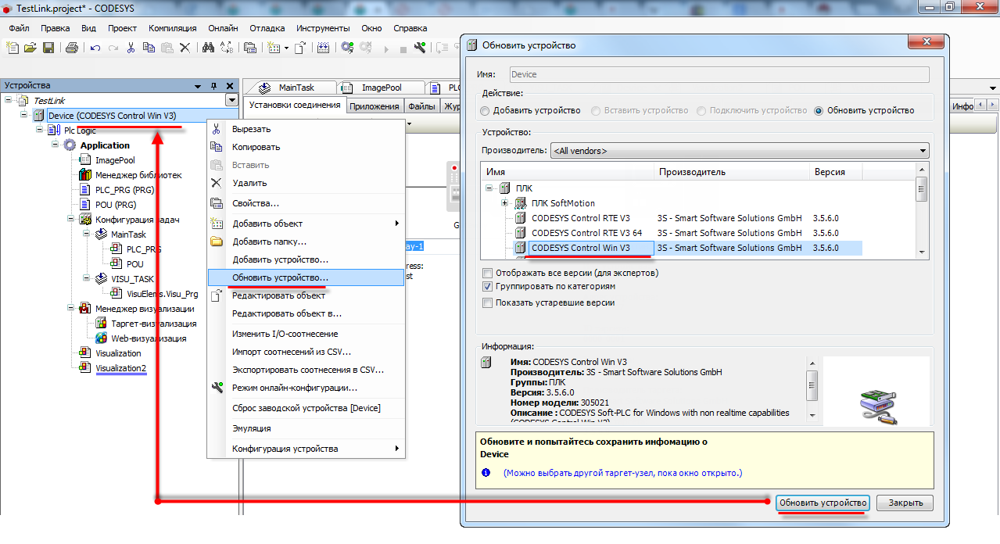 TestLink.project* - CODESYS
Файл Правка Вид Проект Компиляция Онлайн Отладка Инструменты Окно Справка
Устройства
TestLink
Device (CODESYS Control Win V3)
Plc Logic
Application
ImagePool
Менеджер библиотек
PLC_PRG (PRG)
POU (PRG)
Конфигурация задач
MainTask
PLC_PRG
POU
VISU_TASK
VisuElems.Visu_Prg
Менеджер визуализации
Таргет-визуализация
Web-визуализация
Visualization
Visualization2
MainTask ImagePool PLC
Установки соединения Приложения Файлы Жур
Инфо
Вырезать
Копировать
Вставить
Удалить
Свойства...
Добавить объект
Добавить папку...
Добавить устройство...
Обновить устройство...
Редактировать объект
Редактировать объект в...
Изменить I/O-соотнесение
Импорт соотнесений из CSV...
Экспортировать соотнесения в CSV...
Режим онлайн-конфигурации...
Сброс заводской устройства [Device]
Эмуляция
Конфигурация устройства
G
ay-1
ress:
st
Обновить устройство
Имя: Device
Действие:
Добавить устройство Вставить устройство Подключить устройство Обновить устройство
Устройство:
Производитель: <All vendors>
Имя Производитель Версия
ПЛК
ПЛК SoftMotion
CODESYS Control RTE V3 3S - Smart Software Solutions GmbH 3.5.6.0
CODESYS Control RTE V3 64 3S - Smart Software Solutions GmbH 3.5.6.0
CODESYS Control Win V3 3S - Smart Software Solutions GmbH 3.5.6.0
Отображать все версии (для экспертов)
Группировать по категориям
Показать устаревшие версии
Информация:
Имя: CODESYS Control Win V3
Производитель: 3S - Smart Software Solutions GmbH
Группы: ПЛК
Версия: 3.5.6.0
Номер модели: 305021
Описание : CODESYS Soft-PLC for Windows with non realtime capabilities
(CODESYS Control Win V3)
Обновите и попытайтесь сохранить инфомацию о
Device
(Можно выбрать другой таргет-узел, пока окно открыто.)
Обновить устройство Закрыть